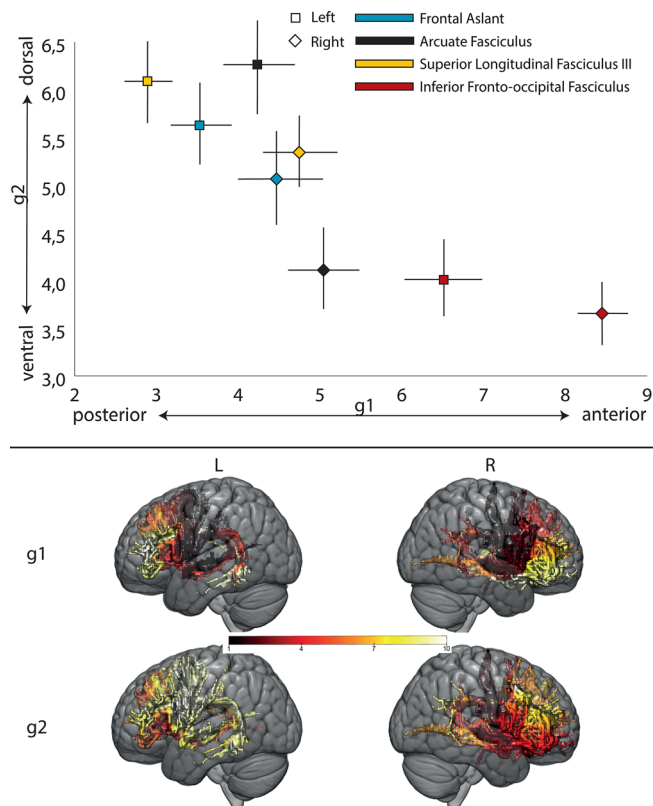 Left
Right
Frontal Aslant
Arcuate Fasciculus
Superior Longitudinal Fasciculus III
Inferior Fronto-occipital Fasciculus
dorsal
g2
ventral
6,5
6,0
5,5
5,0
4,5
4,0
3,5
3,0
2 3 4 5 6 7 8 9
posterior g1 anterior
L R
g1
1 4 7 10
g2